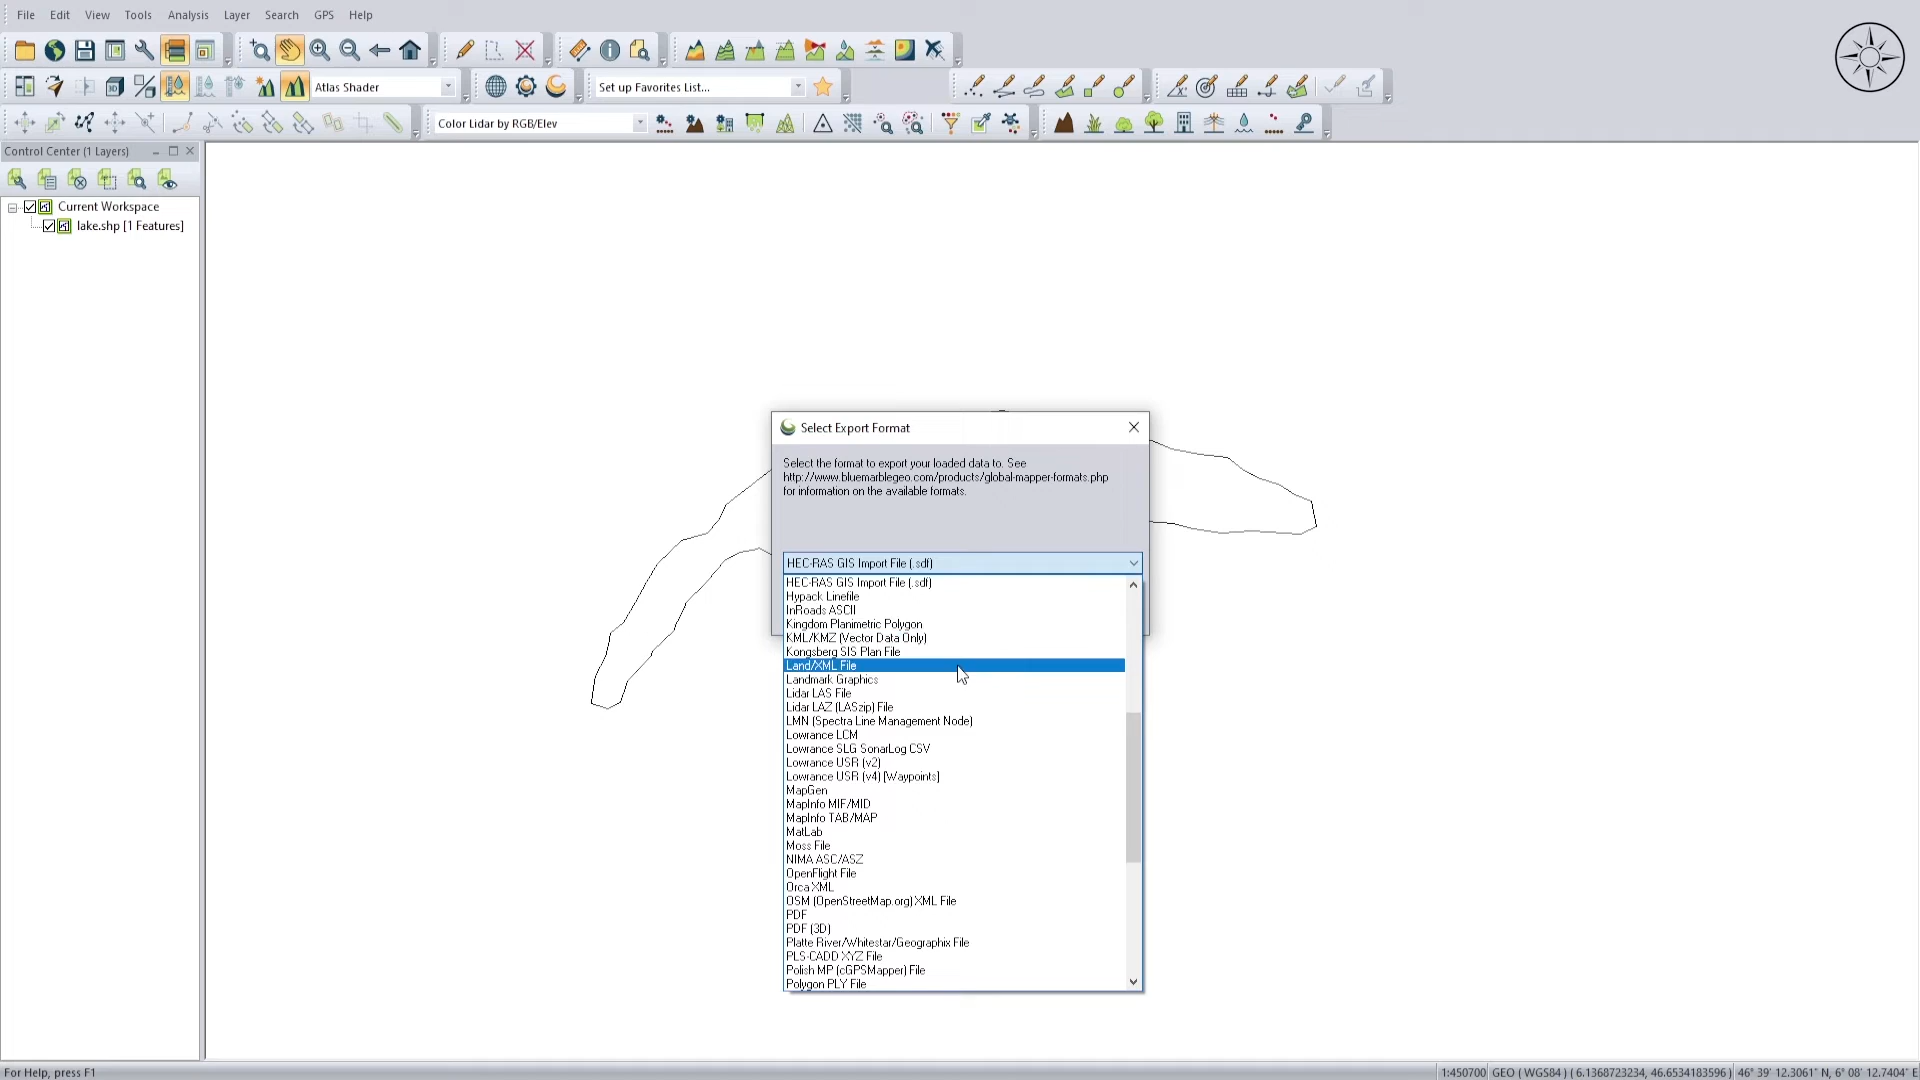 File Edit View Tools Analysis Layer Search GPS Help
Atlas Shader
Set up Favorites List...
Color Lidar by RGB/Elev
Control Center (1 Layers)
Current Workspace
lake.shp [1 Features]
Select Export Format
Select the format to export your loaded data to. See
http://www.bluemarblegeo.com/products/global-mapper-formats.php
for information on the available formats.
HEC-RAS GIS Import File (.sdf)
HEC-RAS GIS Import File (.sdf)
Hypack Linefile
InRoads ASCII
Kingdom Planimetric Polygon
KML/KMZ (Vector Data Only)
Kongsberg SIS Plan File
Land/XML File
Landmark Graphics
Lidar LAS File
Lidar LAZ (LASzip) File
LMN (Spectra Line Management Node)
Lowrance LCM
Lowrance SLG SonarLog CSV
Lowrance USR (v2)
Lowrance USR (v4) [Waypoints]
MapGen
MapInfo MIF/MID
MapInfo TAB/MAP
MatLab
Moss File
NIMA ASC/ASZ
OpenFlight File
Orca XML
OSM (OpenStreetMap.org) XML File
PDF
PDF (3D)
Platte River/Whitestar/Geographix File
PLS-CADD XYZ File
Polish MP (cGPSMapper) File
Polygon PLY File
For Help, press F1
1:450700 GEO ( WGS84 ) ( 6.1368723234, 46.6534183596 ) 46° 39' 12.3061" N, 6° 08' 12.7404" E